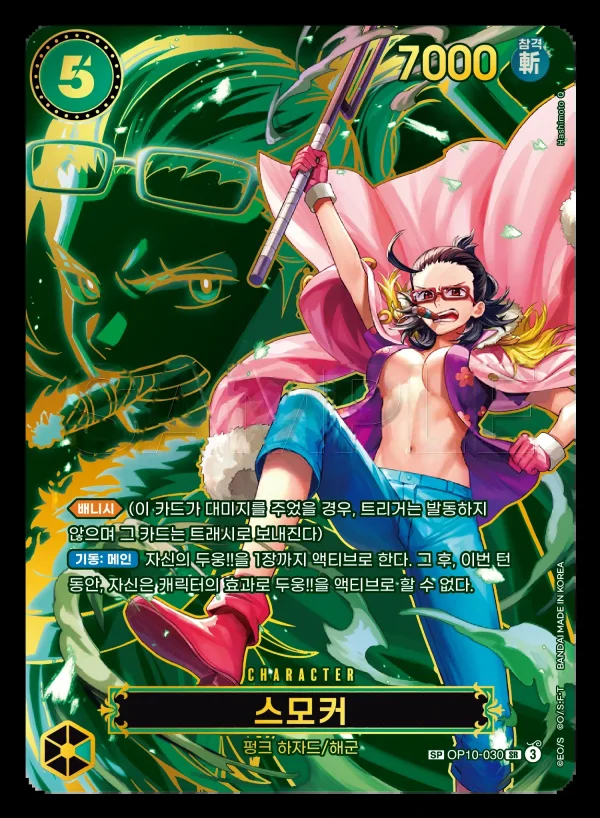 5
7000
참격
斬
Hashimoto Q
SAMPLE
배니시 (이 카드가 대미지를 주었을 경우, 트리거는 발동하지
않으며 그 카드는 트래시로 보내진다)
기동: 메인 자신의 두웅!!을 1장까지 액티브로 한다. 그 후, 이번 턴
동안, 자신은 캐릭터의 효과로 두웅!!을 액티브로 할 수 없다.
CHARACTER
스모커
펑크 하자드/해군
SP OP10-030 SR 3
©EO/S ©O/.S.F.T BANDAI MADE IN KOREA